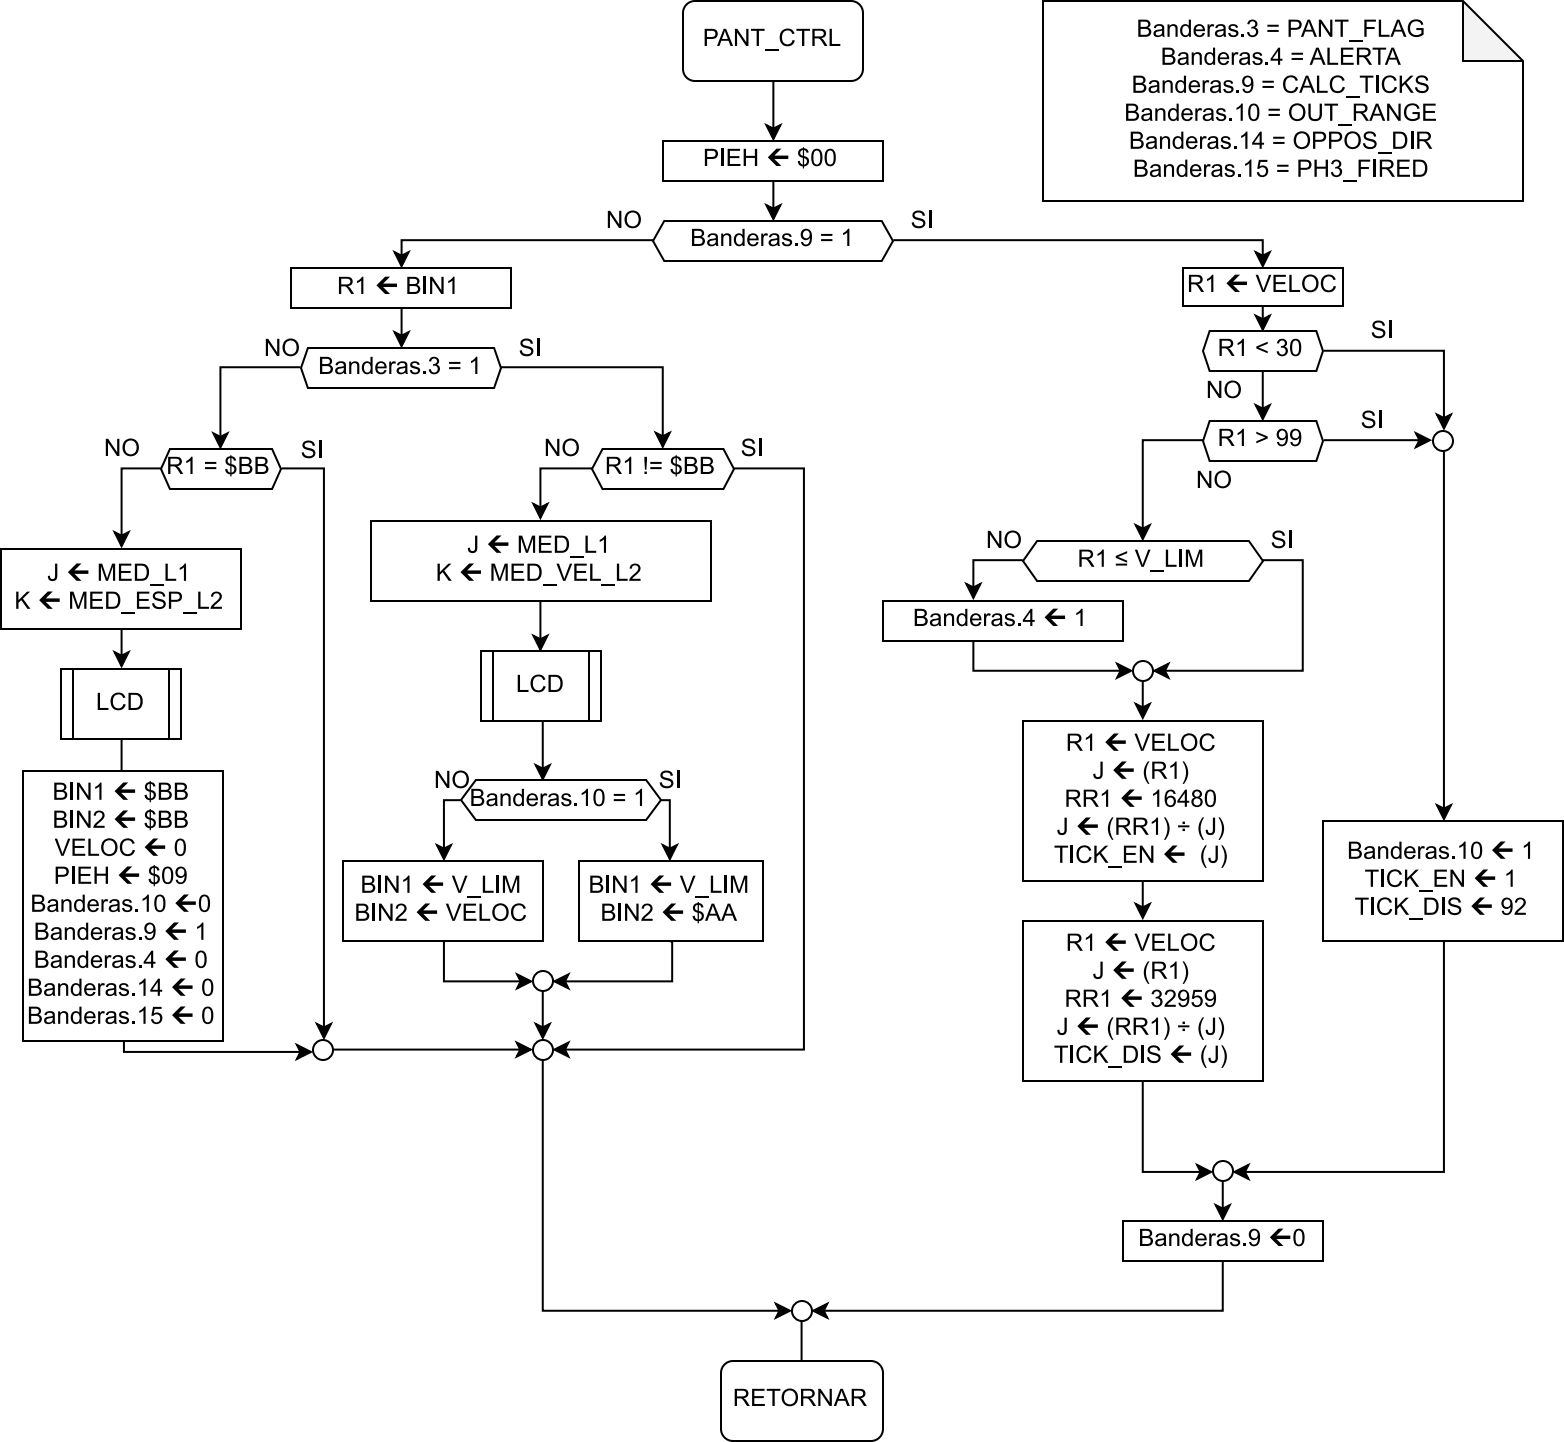 PANT_CTRL
Banderas.3 = PANT_FLAG
Banderas.4 = ALERTA
Banderas.9 = CALC_TICKS
Banderas.10 = OUT_RANGE
Banderas.14 = OPPOS_DIR
Banderas.15 = PH3_FIRED
PIEH ← $00
NO
Banderas.9 = 1
SI
R1 ← BIN1
NO
Banderas.3 = 1
SI
NO
R1 = $BB
SI
J ← MED_L1
K ← MED_ESP_L2
LCD
BIN1 ← $BB
BIN2 ← $BB
VELOC ← 0
PIEH ← $09
Banderas.10 ←0
Banderas.9 ← 1
Banderas.4 ← 0
Banderas.14 ← 0
Banderas.15 ← 0
NO
R1 != $BB
SI
J ← MED_L1
K ← MED_VEL_L2
LCD
NO
Banderas.10 = 1
SI
BIN1 ← V_LIM
BIN2 ← VELOC
BIN1 ← V_LIM
BIN2 ← $AA
R1 ← VELOC
R1 < 30
SI
NO
R1 > 99
SI
NO
NO
R1 ≤ V_LIM
SI
Banderas.4 ← 1
R1 ← VELOC
J ← (R1)
RR1 ← 16480
J ← (RR1) ÷ (J)
TICK_EN ← (J)
R1 ← VELOC
J ← (R1)
RR1 ← 32959
J ← (RR1) ÷ (J)
TICK_DIS ← (J)
Banderas.10 ← 1
TICK_EN ← 1
TICK_DIS ← 92
Banderas.9 ←0
RETORNAR